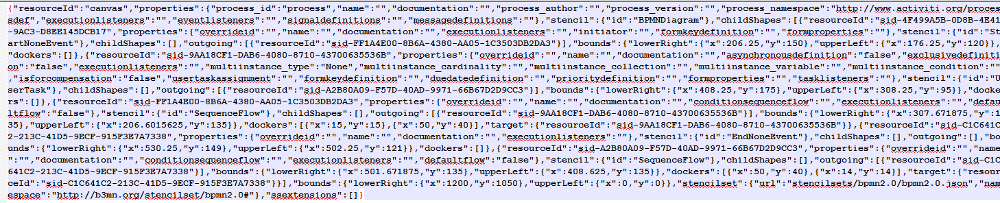 {"resourceId":"canvas","properties":{"process_id":"process","name":"","documentation":"","process_author":"","process_version":"","process_namespace":"http://www.activiti.org/proces
sdef","executionlisteners":"","eventlisteners":"","signaldefinitions":"","messagedefinitions":""},"stencil":{"id":"BPMNDiagram"},"childShapes":[{"resourceId":"sid-4F499A5B-0D8B-4E41
-9AC3-D8EE145DCB17","properties":{"overrideid":"","name":"","documentation":"","executionlisteners":"","initiator":"","formkeydefinition":"","formproperties":""},"stencil":{"id":"St
artNoneEvent"},"childShapes":[],"outgoing":[{"resourceId":"sid-FF1A4E00-8B6A-4380-AA05-1C3503DB2DA3"}],"bounds":{"lowerRight":{"x":206.25,"y":150},"upperLeft":{"x":176.25,"y":120}},
"dockers":[]},{"resourceId":"sid-9AA18CF1-DAB6-4080-8710-43700635536B","properties":{"overrideid":"","name":"","documentation":"","asynchronousdefinition":"false","exclusivedefiniti
on":"false","executionlisteners":"","multiinstance_type":"None","multiinstance_cardinality":"","multiinstance_collection":"","multiinstance_variable":"","multiinstance_condition":""
,"isforcompensation":"false","usertaskassignment":"","formkeydefinition":"","duedatedefinition":"","prioritydefinition":"","formproperties":"","tasklisteners":""},"stencil":{"id":"U
serTask"},"childShapes":[],"outgoing":[{"resourceId":"sid-A2B80A09-F57D-40AD-9971-66B67D2D9CC3"}],"bounds":{"lowerRight":{"x":408.25,"y":175},"upperLeft":{"x":308.25,"y":95}},"docke
rs":[]},{"resourceId":"sid-FF1A4E00-8B6A-4380-AA05-1C3503DB2DA3","properties":{"overrideid":"","name":"","documentation":"","conditionsequenceflow":"","executionlisteners":"","defau
ltflow":"false"},"stencil":{"id":"SequenceFlow"},"childShapes":[],"outgoing":[{"resourceId":"sid-9AA18CF1-DAB6-4080-8710-43700635536B"}],"bounds":{"lowerRight":{"x":307.671875,"y":1
35},"upperLeft":{"x":206.6015625,"y":135}},"dockers":[{"x":15,"y":15},{"x":50,"y":40}],"target":{"resourceId":"sid-9AA18CF1-DAB6-4080-8710-43700635536B"}},{"resourceId":"sid-C1C641C
2-213C-41D5-9ECF-915F3E7A7338","properties":{"overrideid":"","name":"","documentation":"","executionlisteners":""},"stencil":{"id":"EndNoneEvent"},"childShapes":[],"outgoing":[],"bo
unds":{"lowerRight":{"x":530.25,"y":149},"upperLeft":{"x":502.25,"y":121}},"dockers":[]},{"resourceId":"sid-A2B80A09-F57D-40AD-9971-66B67D2D9CC3","properties":{"overrideid":"","name
":"","documentation":"","conditionsequenceflow":"","executionlisteners":"","defaultflow":"false"},"stencil":{"id":"SequenceFlow"},"childShapes":[],"outgoing":[{"resourceId":"sid-C1C
641C2-213C-41D5-9ECF-915F3E7A7338"}],"bounds":{"lowerRight":{"x":501.671875,"y":135},"upperLeft":{"x":408.625,"y":135}},"dockers":[{"x":50,"y":40},{"x":14,"y":14}],"target":{"resour
ceId":"sid-C1C641C2-213C-41D5-9ECF-915F3E7A7338"}}],"bounds":{"lowerRight":{"x":1200,"y":1050},"upperLeft":{"x":0,"y":0}},"stencilset":{"url":"stencilsets/bpmn2.0/bpmn2.0.json","nam
espace":"http://b3mn.org/stencilset/bpmn2.0#"},"ssextensions":[]}